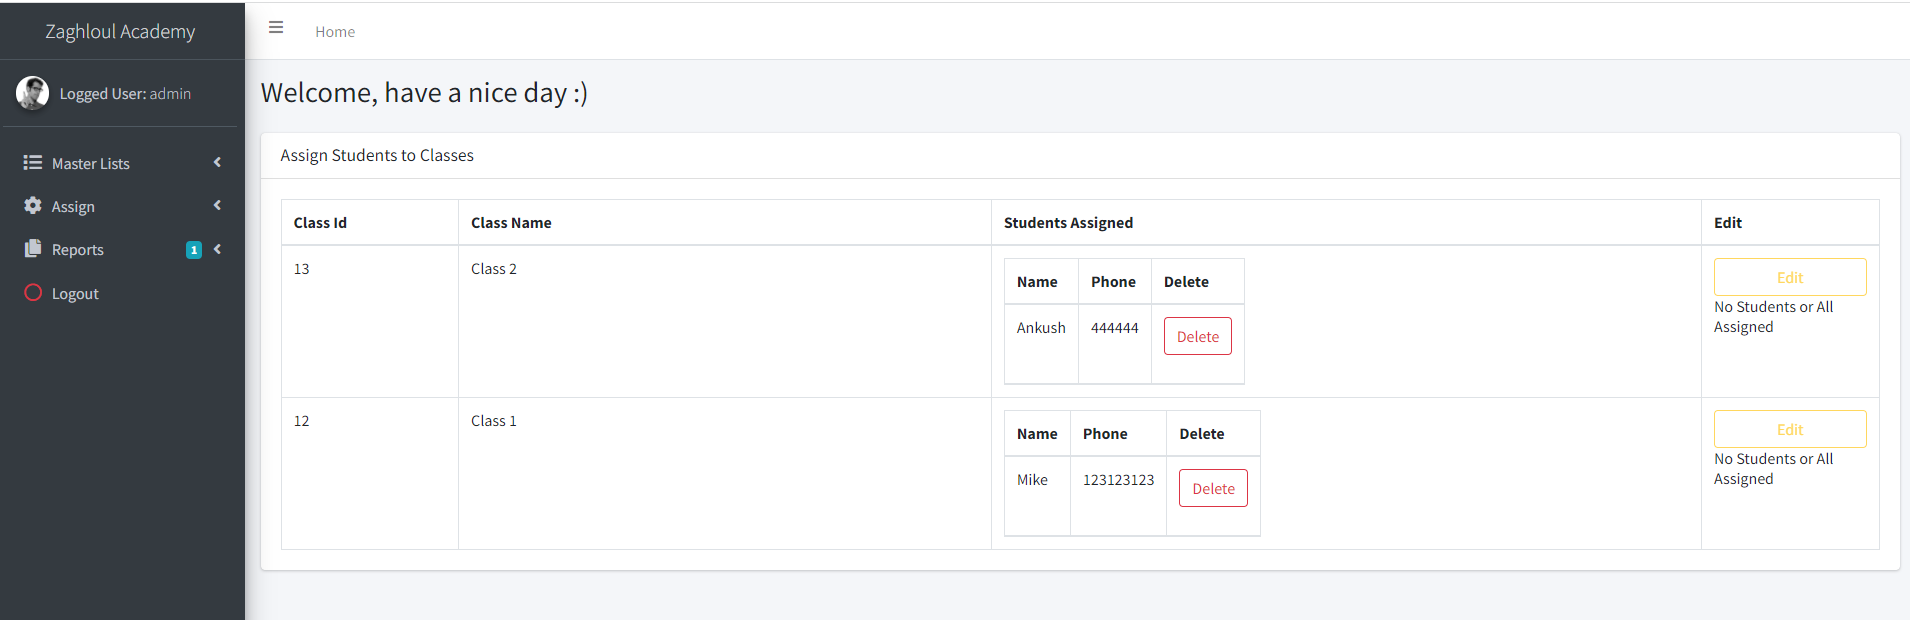 Zaghloul Academy
Home
Logged User: admin
Welcome, have a nice day :)
Master Lists
Assign
Reports 1
Logout
Assign Students to Classes
Class Id Class Name Students Assigned Edit
13 Class 2
Name Phone Delete
Ankush 444444 Delete
Edit
No Students or All
Assigned
12 Class 1
Name Phone Delete
Mike 123123123 Delete
Edit
No Students or All
Assigned